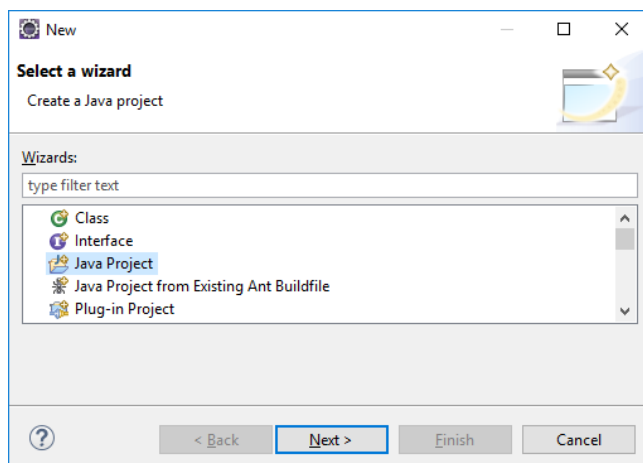 New
Select a wizard
Create a Java project
Wizards:
type filter text
Class
Interface
Java Project
Java Project from Existing Ant Buildfile
Plug-in Project
< Back Next > Finish Cancel